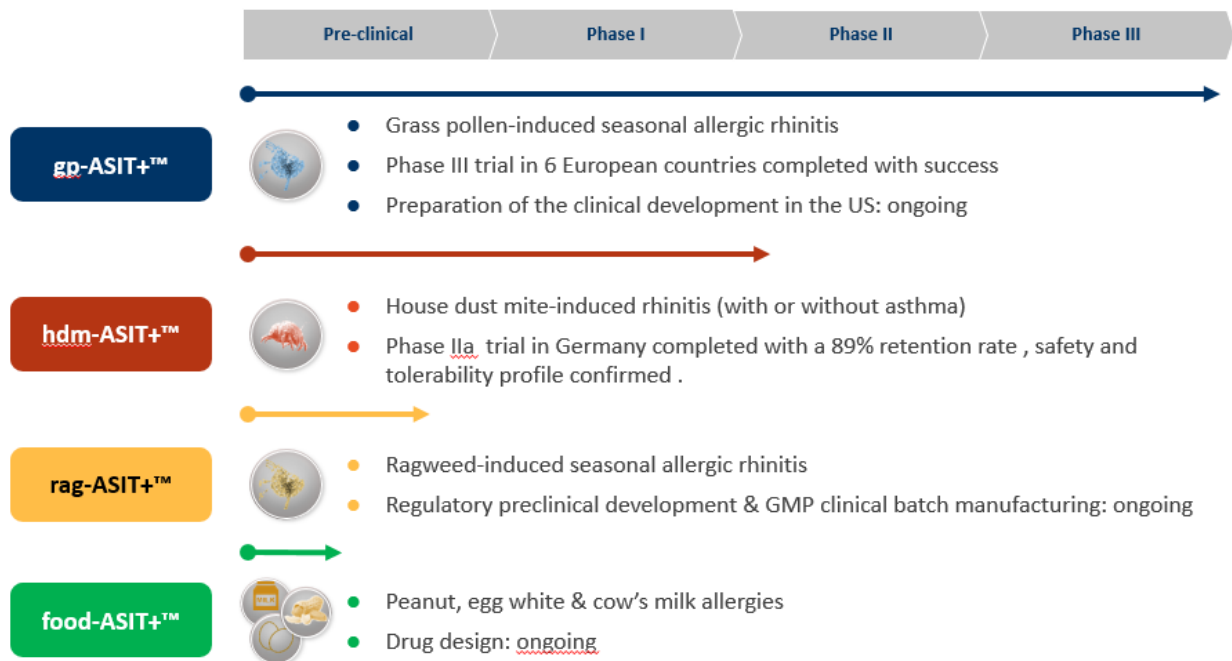 Pre-clinical
Phase I
Phase II
Phase III
gp-ASIT+™
● Grass pollen-induced seasonal allergic rhinitis
● Phase III trial in 6 European countries completed with success
● Preparation of the clinical development in the US: ongoing
hdm-ASIT+™
● House dust mite-induced rhinitis (with or without asthma)
● Phase IIa trial in Germany completed with a 89% retention rate , safety and
tolerability profile confirmed .
rag-ASIT+™
● Ragweed-induced seasonal allergic rhinitis
● Regulatory preclinical development & GMP clinical batch manufacturing: ongoing
food-ASIT+™
MILK
● Peanut, egg white & cow’s milk allergies
● Drug design: ongoing